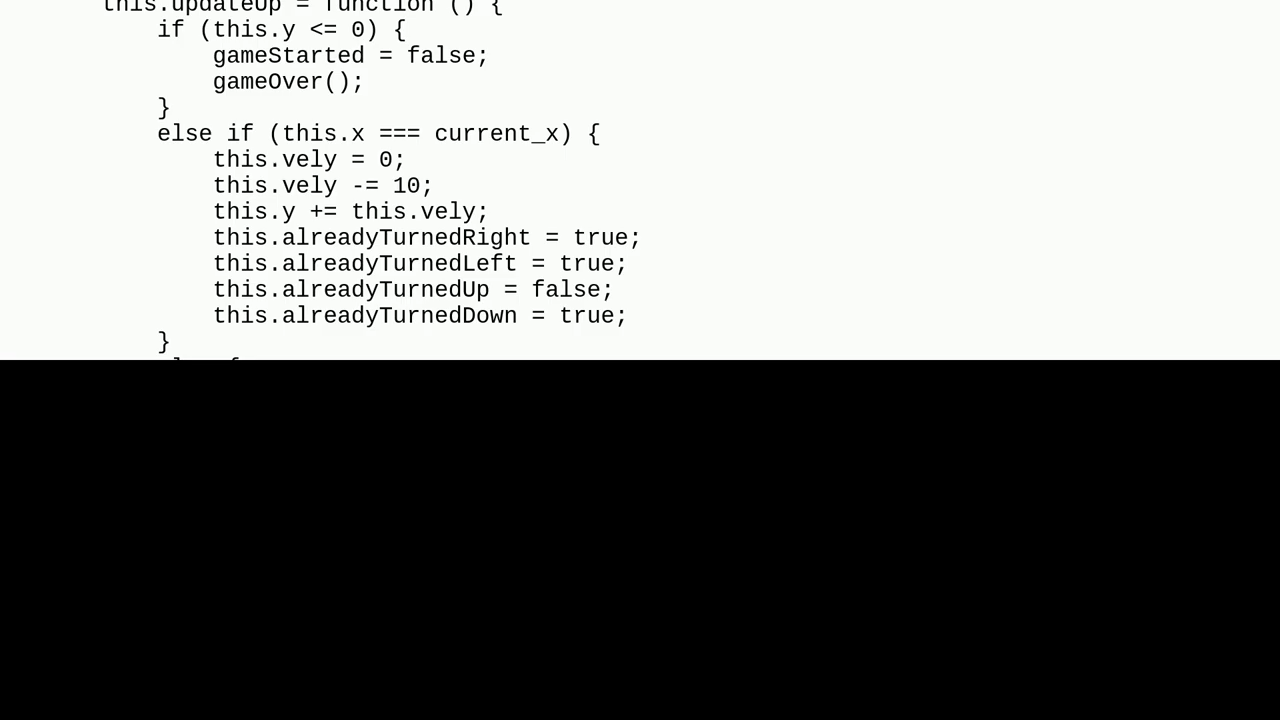 this.updateUp = function () {
if (this.y <= 0) {
gameStarted = false;
gameOver();
}
else if (this.x === current_x) {
this.vely = 0;
this.vely -= 10;
this.y += this.vely;
this.alreadyTurnedRight = true;
this.alreadyTurnedLeft = true;
this.alreadyTurnedUp = false;
this.alreadyTurnedDown = true;
}